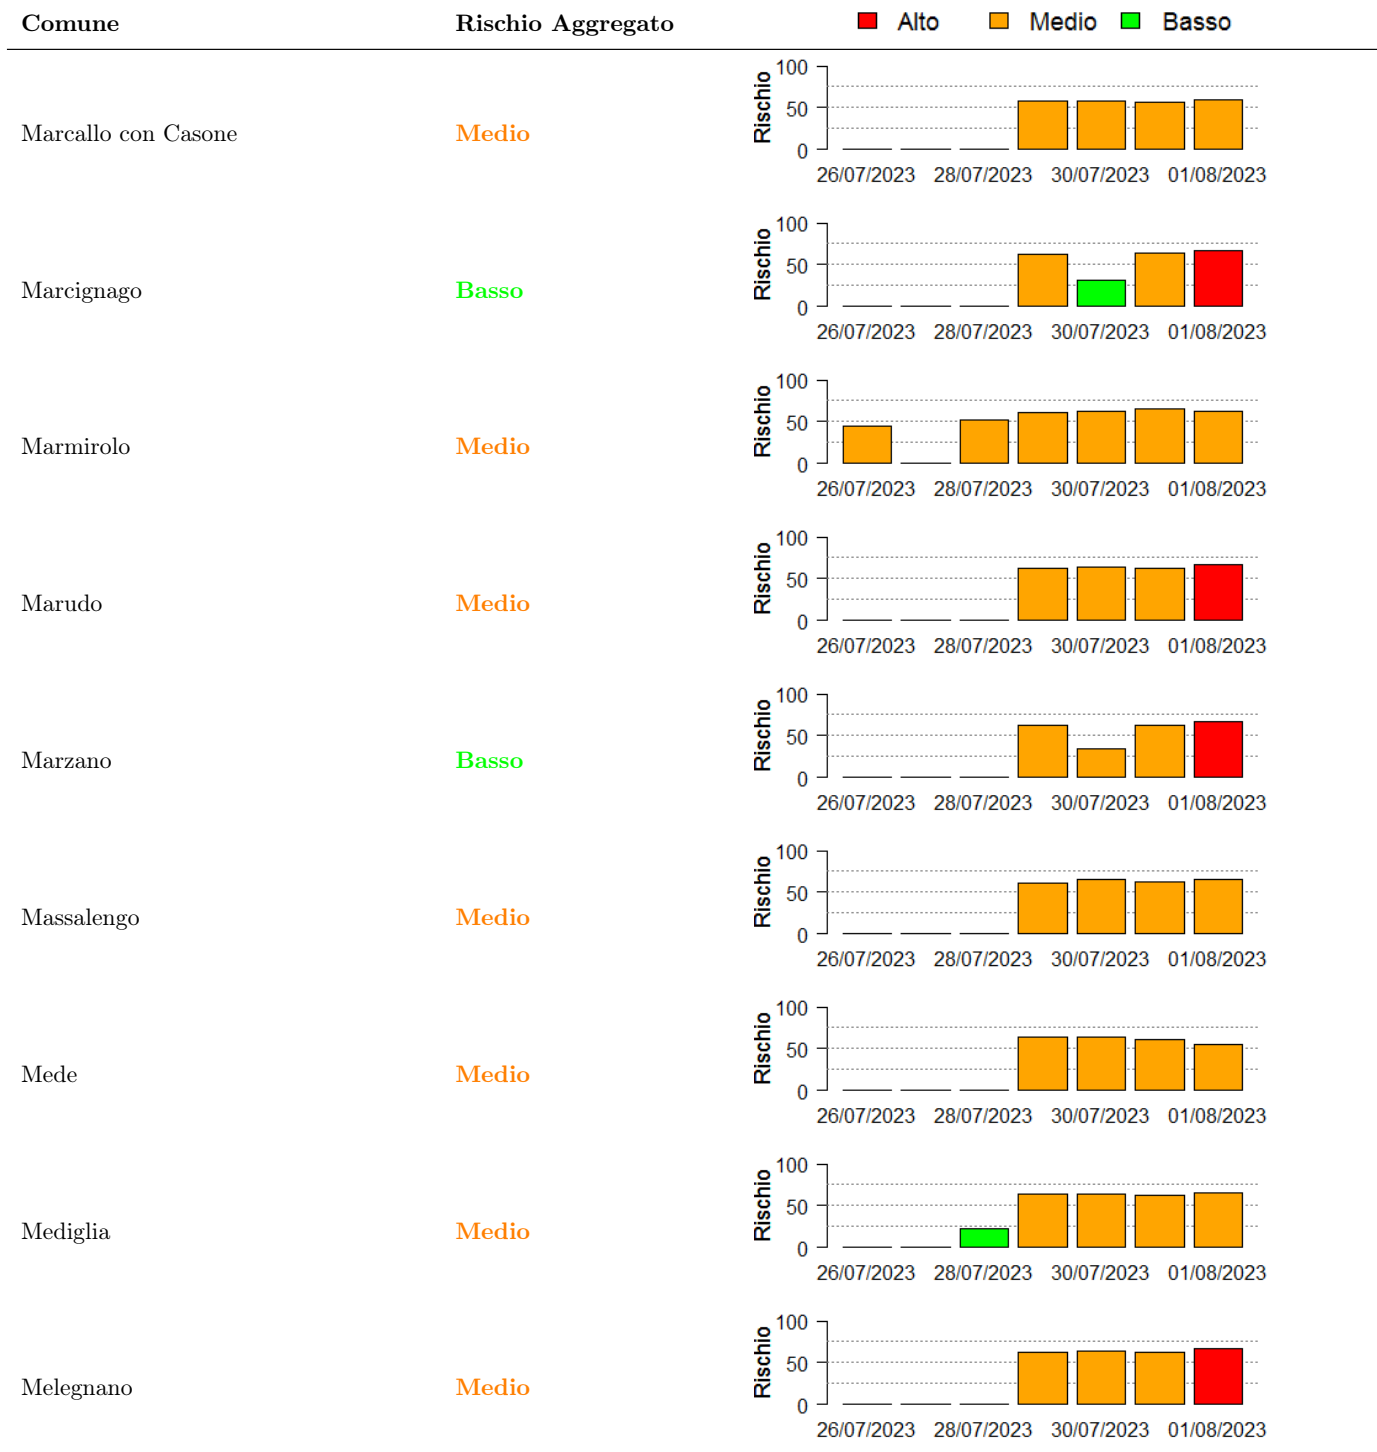 Comune Rischio Aggregato Alto Medio Basso
Marcallo con Casone Medio
Rischio
100
50
0
26/07/2023 28/07/2023 30/07/2023 01/08/2023
Marcignago Basso
Rischio
100
50
0
26/07/2023 28/07/2023 30/07/2023 01/08/2023
Marmirolo Medio
Rischio
100
50
0
26/07/2023 28/07/2023 30/07/2023 01/08/2023
Marudo Medio
Rischio
100
50
0
26/07/2023 28/07/2023 30/07/2023 01/08/2023
Marzano Basso
Rischio
100
50
0
26/07/2023 28/07/2023 30/07/2023 01/08/2023
Massalengo Medio
Rischio
100
50
0
26/07/2023 28/07/2023 30/07/2023 01/08/2023
Mede Medio
Rischio
100
50
0
26/07/2023 28/07/2023 30/07/2023 01/08/2023
Mediglia Medio
Rischio
100
50
0
26/07/2023 28/07/2023 30/07/2023 01/08/2023
Melegnano Medio
Rischio
100
50
0
26/07/2023 28/07/2023 30/07/2023 01/08/2023